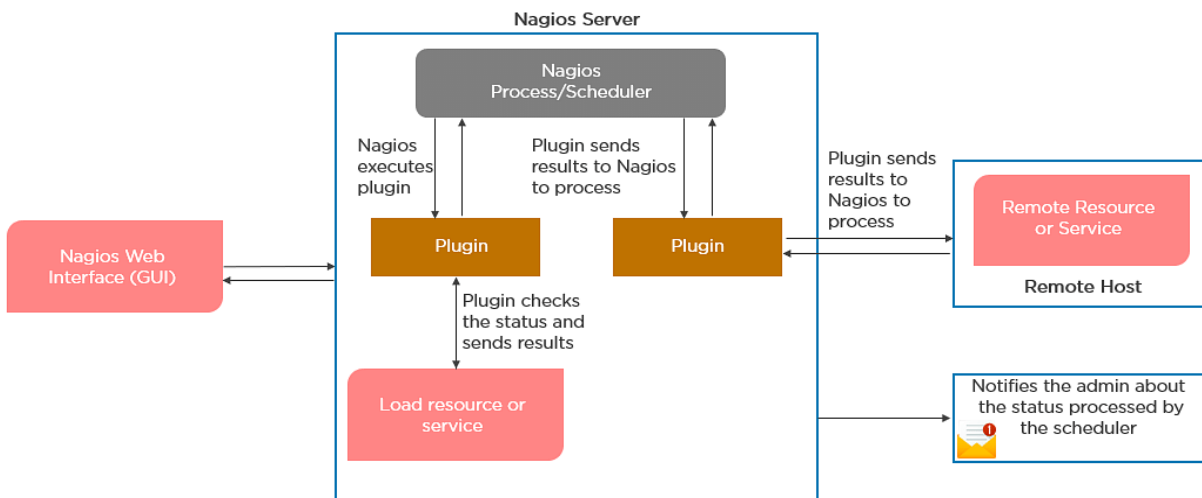 Nagios Server
Nagios
Process/Scheduler
Nagios
executes
plugin
Plugin sends
results to Nagios
to process
Plugin sends
results to
Nagios to
process
Remote Resource
or Service
Remote Host
Nagios Web
Interface (GUI)
Plugin
Plugin
Plugin checks
the status and
sends results
Load resource or
service
Notifies the admin about
the status processed by
the scheduler
1